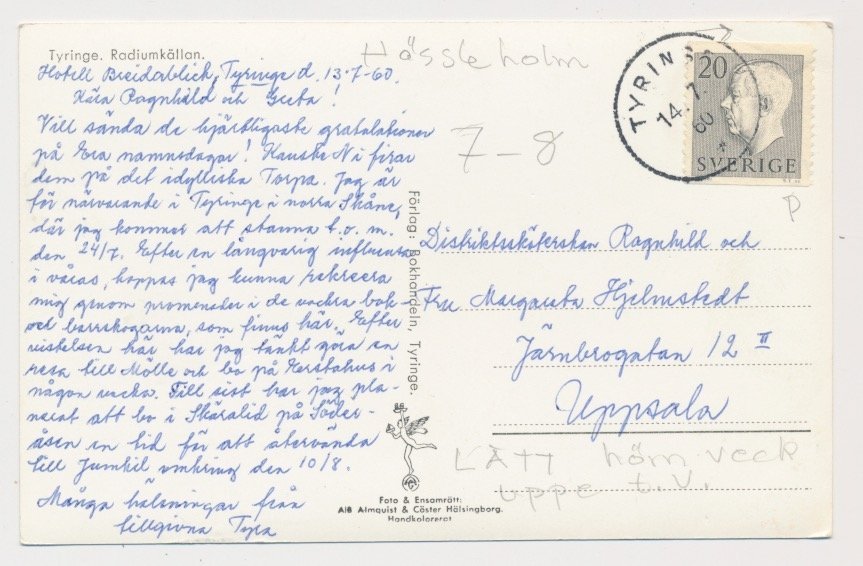 Tyringe. Radiumkällan.
Hotell Breidablick, Tyringe d. 13-7-60.
Kära Ragnhild och Greta!
Vill sända de hjärtligaste gratulationer
på Era namnsdagar! Kanske Ni firar
dem på det idylliska Torpa. Jag är
för närvarande i Tyringe i norra Skåne,
där jag kommer att stanna t.o.m.
den 24/7. Efter en långvarig influensa
i våras, hoppas jag kunna rekreera
mig genom promenader i de vackra bok-
och barrskogarna, som finns här. Efter
vistelsen här har jag tänkt göra en
resa till Mölle och bo på i
någon vecka. Till sist har jag pla-
nerat att bo i Skäralid på Söder-
åsen en tid för att återvända
till Jumkil omkring den 10/8.
Många hälsningar från
tillgivna Tyra
Förlag: Bokhandeln, Tyringe.
Foto & Ensamrätt:
AIB Almquist & Cöster Hälsingborg.
Handkolorerat
Hässleholm
7-8
TYRINGE
14.7.
60
20
SVERIGE
P
Distriktssköterskan Ragnhild och
Fru Margareta Hjelmstedt
Järnbrogatan 12 II
Uppsala
LÄTT hörn veck
uppe t.v.